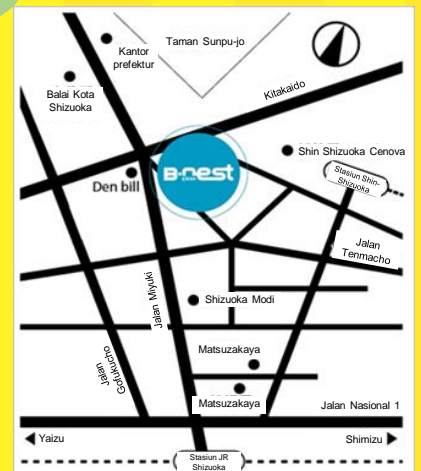 Kantor
prefektur
Taman Sunpu-jo
Balai Kota
Shizuoka
Kitakaido
Shin Shizuoka Cenova
Stasiun Shin-
Shizuoka
B-nest
Den bill
Jalan
Tenmacho
Jalan Miyuki
Shizuoka Modi
Jalan
Gofukucho
Matsuzakaya
Matsuzakaya
Jalan Nasional 1
Yaizu
Shimizu
Stasiun JR
Shizuoka